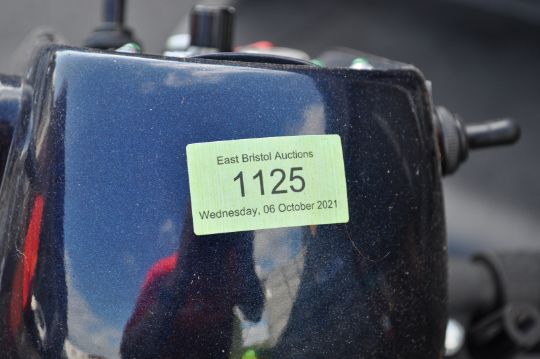 East Bristol Auctions
1125
Wednesday, 06 October 2021